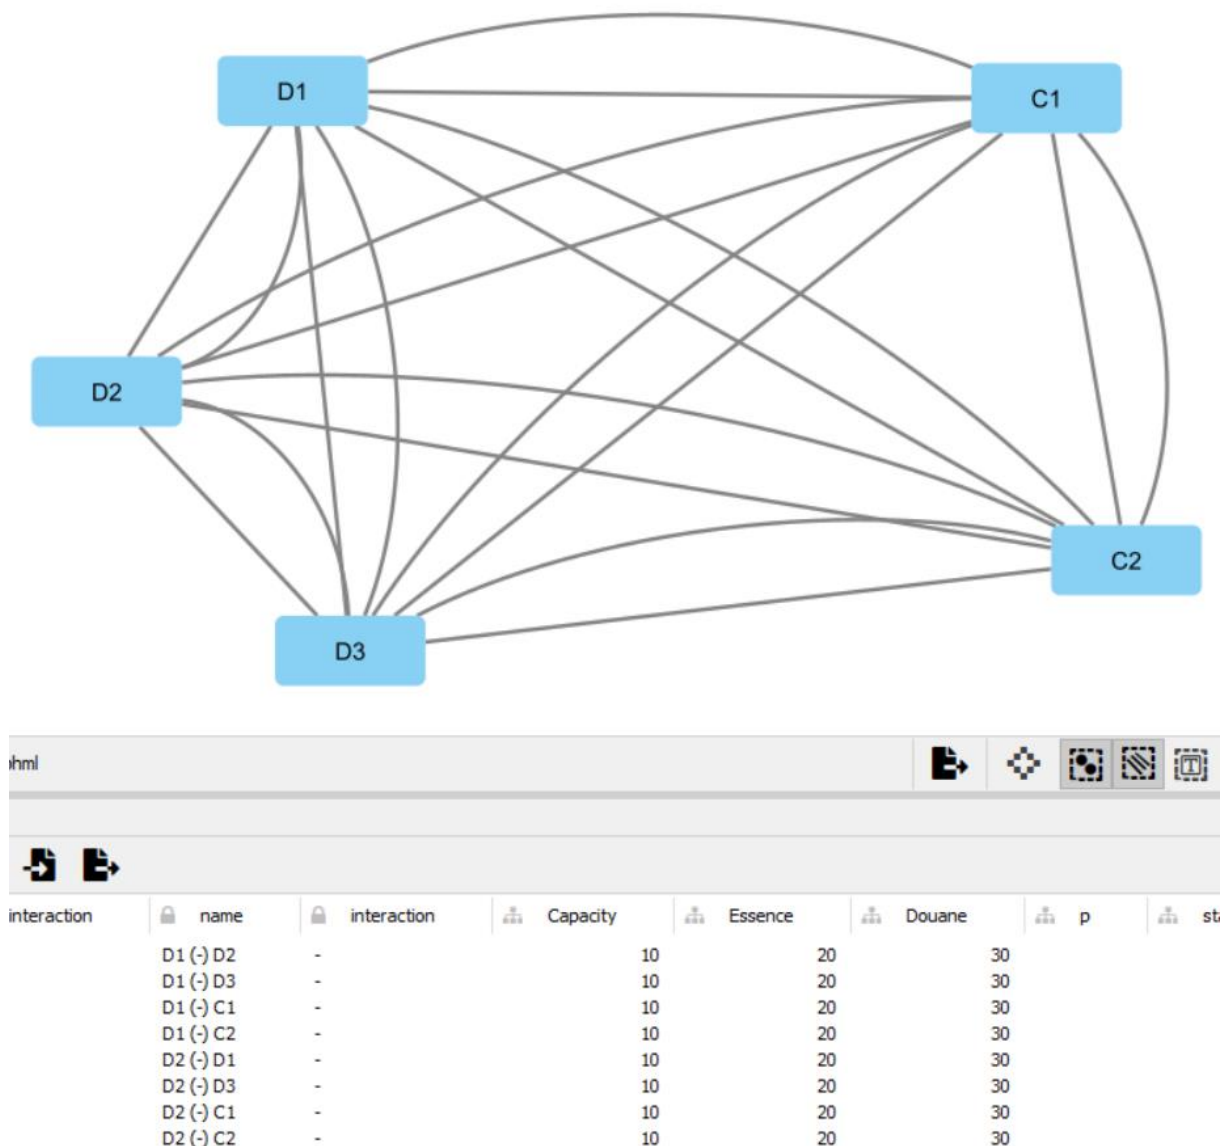 D1
C1
D2
C2
D3
hml
interaction name interaction Capacity Essence Douane p sta
D1 (-) D2 - 10 20 30
D1 (-) D3 - 10 20 30
D1 (-) C1 - 10 20 30
D1 (-) C2 - 10 20 30
D2 (-) D1 - 10 20 30
D2 (-) D3 - 10 20 30
D2 (-) C1 - 10 20 30
D2 (-) C2 - 10 20 30